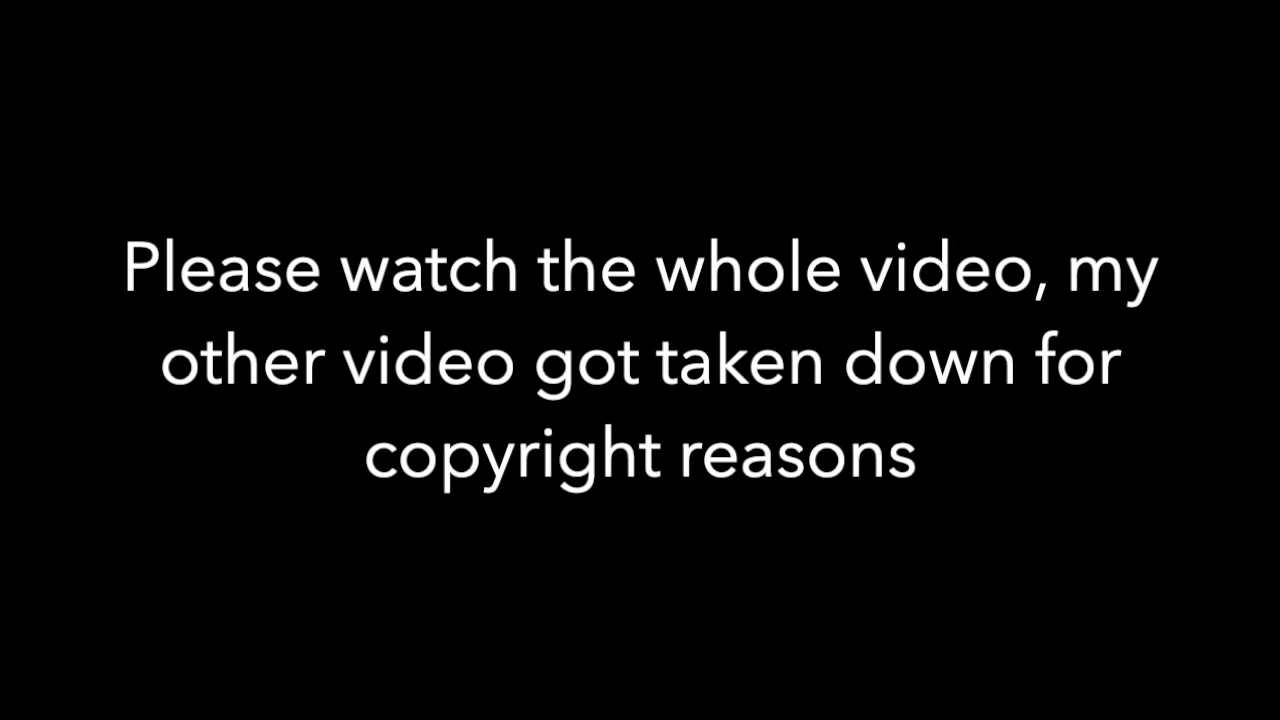 Please watch the whole video, my
other video got taken down for
copyright reasons